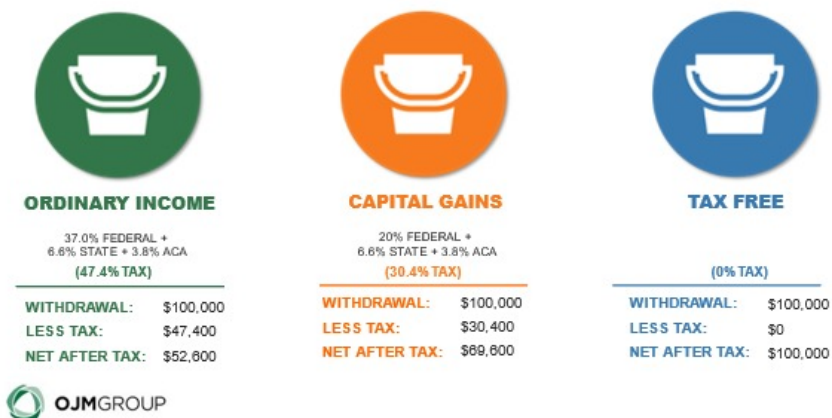 ORDINARY INCOME
37.0% FEDERAL +
6.6% STATE + 3.8% ACA
(47.4% TAX)
WITHDRAWAL: $100,000
LESS TAX: $47,400
NET AFTER TAX: $52,600
CAPITAL GAINS
20% FEDERAL +
6.6% STATE + 3.8% ACA
(30.4% TAX)
WITHDRAWAL: $100,000
LESS TAX: $30,400
NET AFTER TAX: $69,600
TAX FREE
(0% TAX)
WITHDRAWAL: $100,000
LESS TAX: $0
NET AFTER TAX: $100,000
OJMGROUP